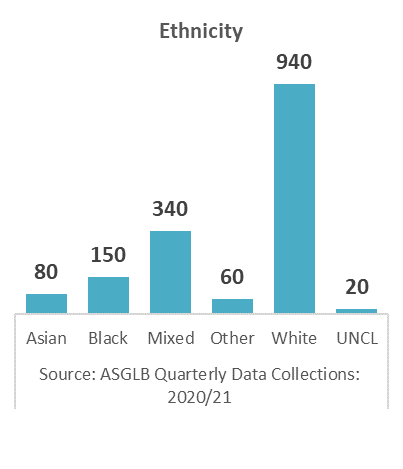 Ethnicity
940
340
150
80
60
20
Asian Black Mixed Other White UNCL
Source: ASGLB Quarterly Data Collections:
2020/21